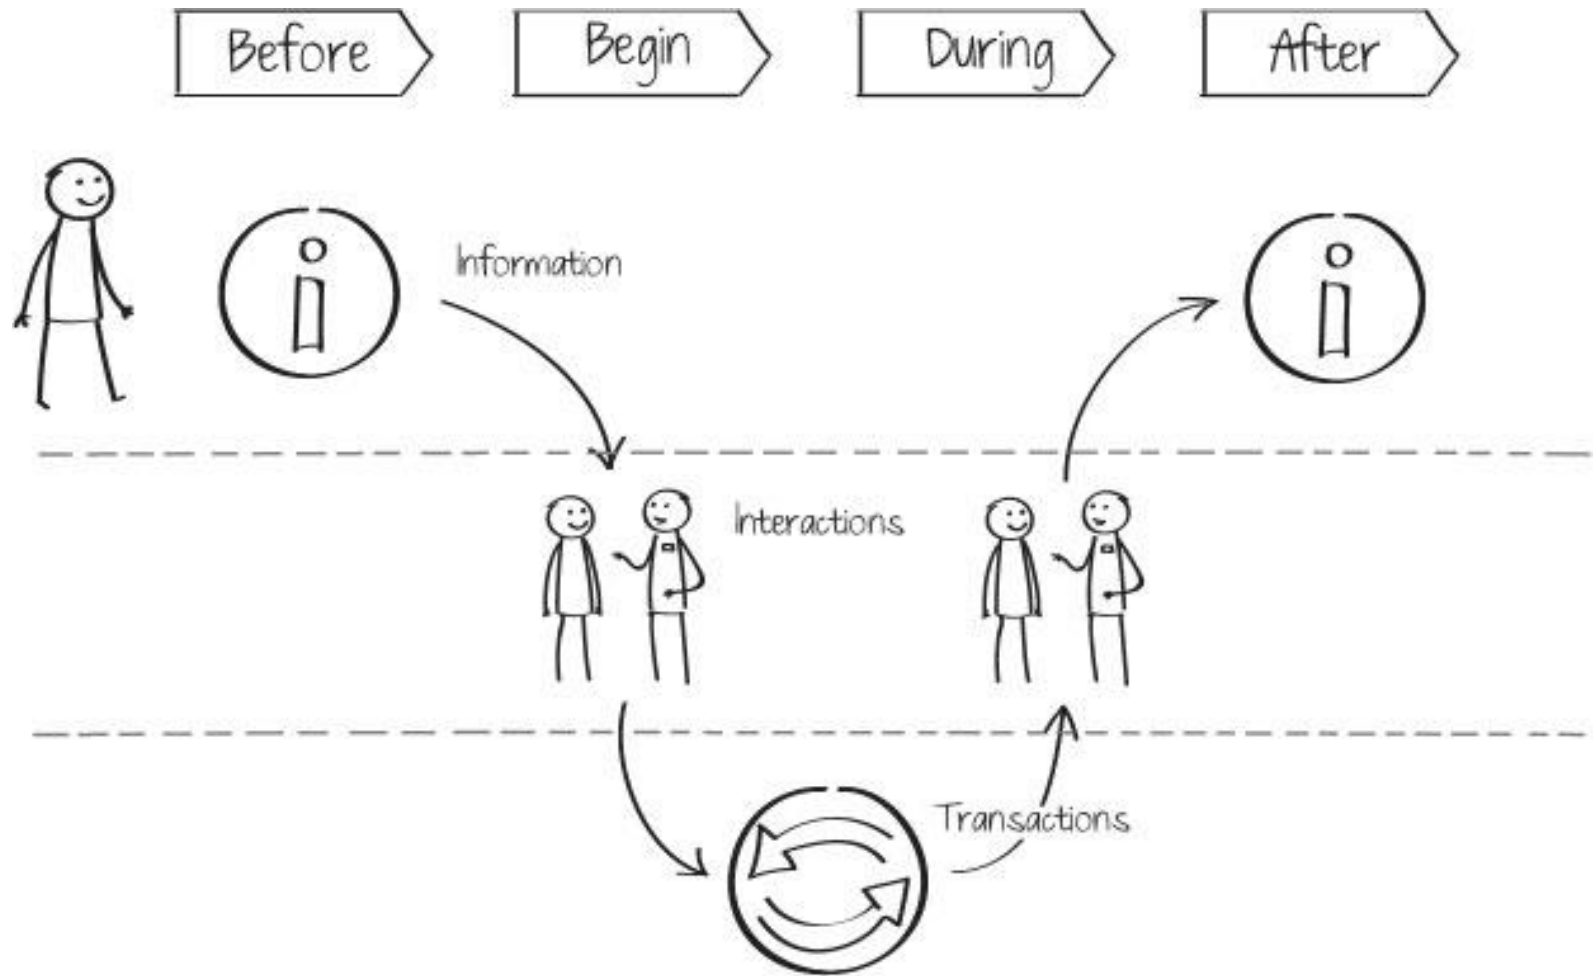 Before
Begin
During
After
Information
Interactions
Transactions